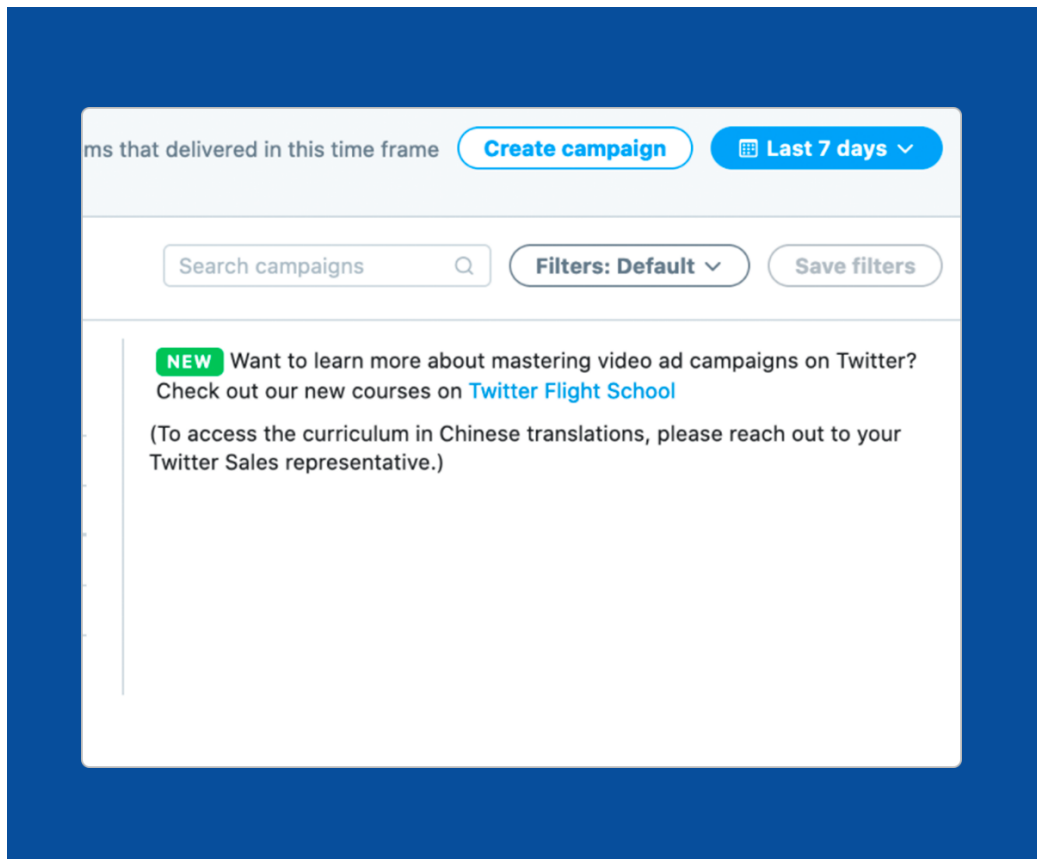 ms that delivered in this time frame Create campaign Last 7 days
Search campaigns Filters: Default Save filters
NEW Want to learn more about mastering video ad campaigns on Twitter?
Check out our new courses on Twitter Flight School
(To access the curriculum in Chinese translations, please reach out to your
Twitter Sales representative.)